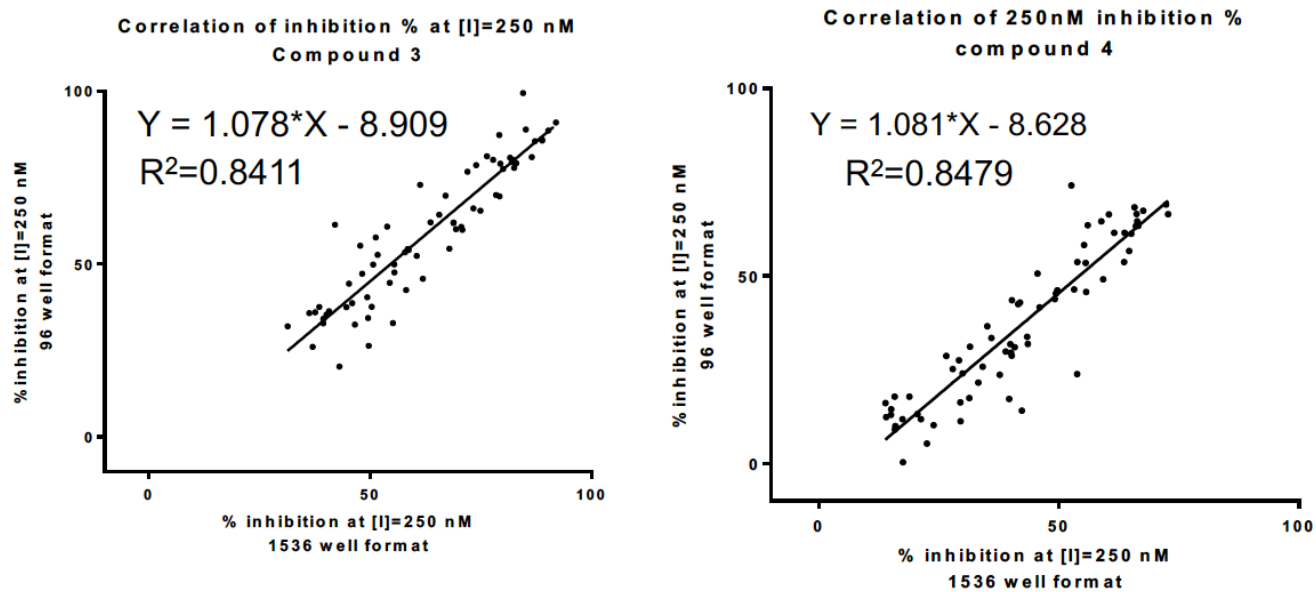 Correlation of inhibition % at [I]=250 nM
Compound 3
Y = 1.078*X - 8.909
R²=0.8411
100
50
0
%inhibition at [I]=250 nM
96 well format
0
50
100
% inhibition at [I]=250 nM
1536 well format
Correlation of 250nM inhibition %
compound 4
Y = 1.081*X - 8.628
R²=0.8479
100
50
0
% inhibition at [I]=250 nM
96 well format
0
50
100
% inhibition at [I]=250 nM
1536 well format